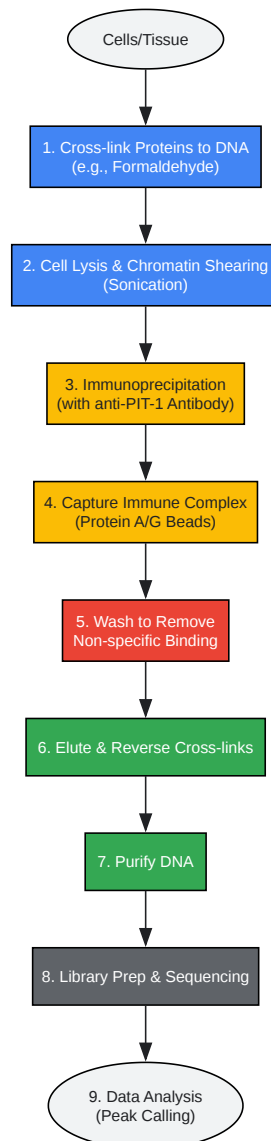 Cells/Tissue
1. Cross-link Proteins to DNA
(e.g., Formaldehyde)
2. Cell Lysis & Chromatin Shearing
(Sonication)
3. Immunoprecipitation
(with anti-PIT-1 Antibody)
4. Capture Immune Complex
(Protein A/G Beads)
5. Wash to Remove
Non-specific Binding
6. Elute & Reverse Cross-links
7. Purify DNA
8. Library Prep & Sequencing
9. Data Analysis
(Peak Calling)